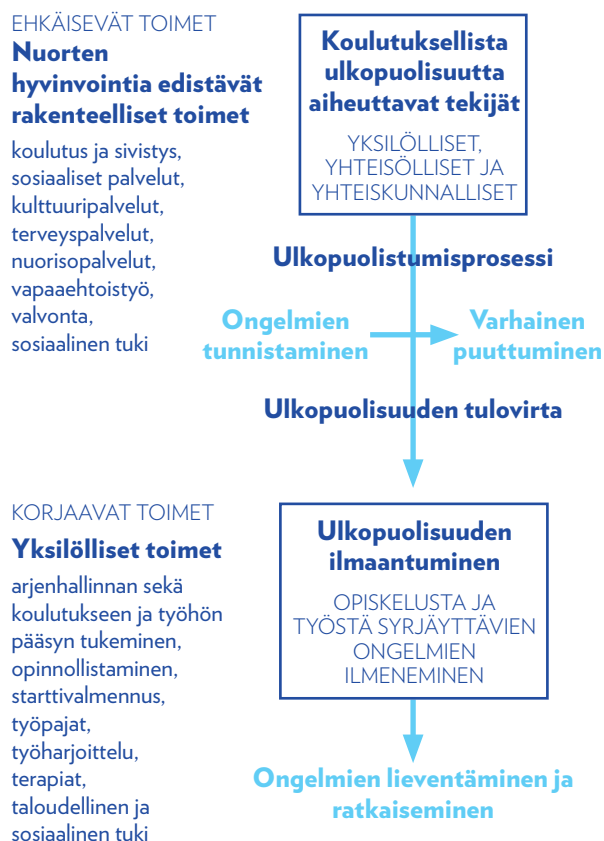 EHKÄISEVÄT TOIMET
Nuorten
hyvinvointia edistävät
rakenteelliset toimet
koulutus ja sivistys,
sosiaaliset palvelut,
kulttuuripalvelut,
terveyspalvelut,
nuorisopalvelut,
vapaaehtoistyö,
valvonta,
sosiaalinen tuki
Koulutuksellista
ulkopuolisuutta
aiheuttavat tekijät
YKSILÖLLISET,
YHTEISÖLLISET JA
YHTEISKUNNALLISET
Ulkopuolistumisprosessi
Ongelmien
tunnistaminen
Varhainen
puuttuminen
Ulkopuolisuuden tulovirta
KORJAAVAT TOIMET
Yksilölliset toimet
arjenhallinnan sekä
koulutukseen ja työhön
pääsyn tukeminen,
opinnollistaminen,
starttivalmennus,
työpajat,
työharjoittelu,
terapiat,
taloudellinen ja
sosiaalinen tuki
Ulkopuolisuuden
ilmaantuminen
OPISKELUSTA JA
TYÖSTÄ SYRJÄYTTÄVIEN
ONGELMIEN
ILMENEMINEN
Ongelmien lieventäminen ja
ratkaiseminen